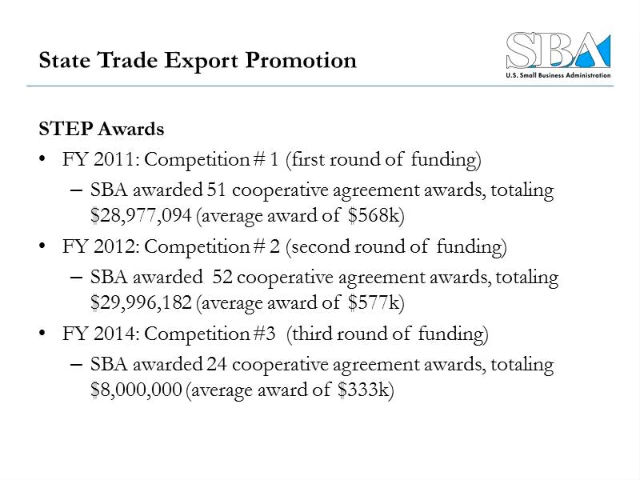 State Trade Export Promotion
SBA
U.S. Small Business Administration
STEP Awards
• FY 2011: Competition # 1 (first round of funding)
– SBA awarded 51 cooperative agreement awards, totaling
$28,977,094 (average award of $568k)
• FY 2012: Competition # 2 (second round of funding)
– SBA awarded 52 cooperative agreement awards, totaling
$29,996,182 (average award of $577k)
• FY 2014: Competition #3 (third round of funding)
– SBA awarded 24 cooperative agreement awards, totaling
$8,000,000 (average award of $333k)